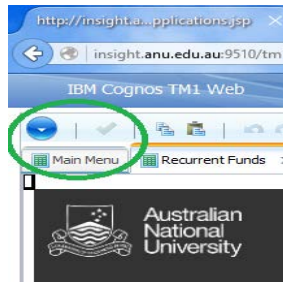 http://insight.a...pplications.jsp
insight.anu.edu.au:9510/tm
IBM Cognos TM1 Web
Main Menu
Recurrent Funds
Australian
National
University